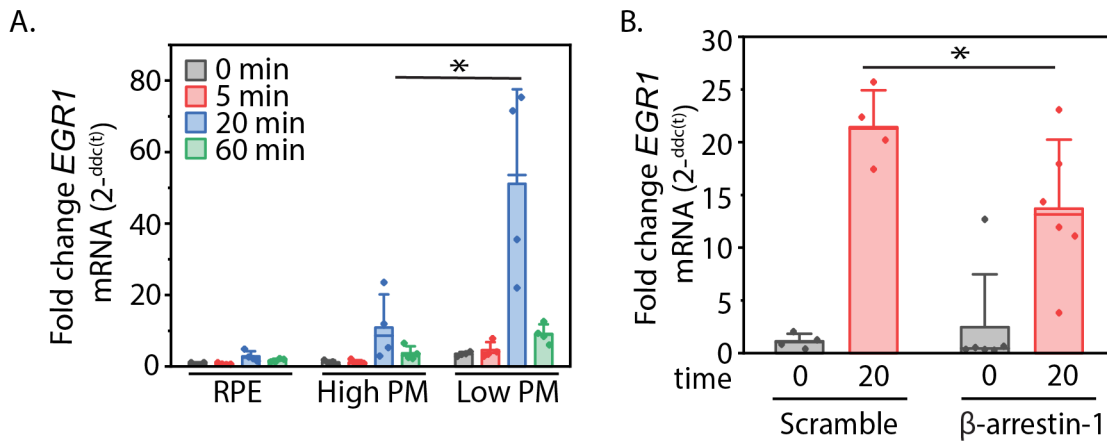 A.
Fold change EGR1
mRNA (2-ddc(t))
80
60
40
20
0
0 min
5 min
20 min
60 min
*
RPE
High PM
Low PM
B.
Fold change EGR1
mRNA (2-ddc(t))
30
25
20
15
10
5
0
*
time
0
20
0
20
Scramble
β-arrestin-1